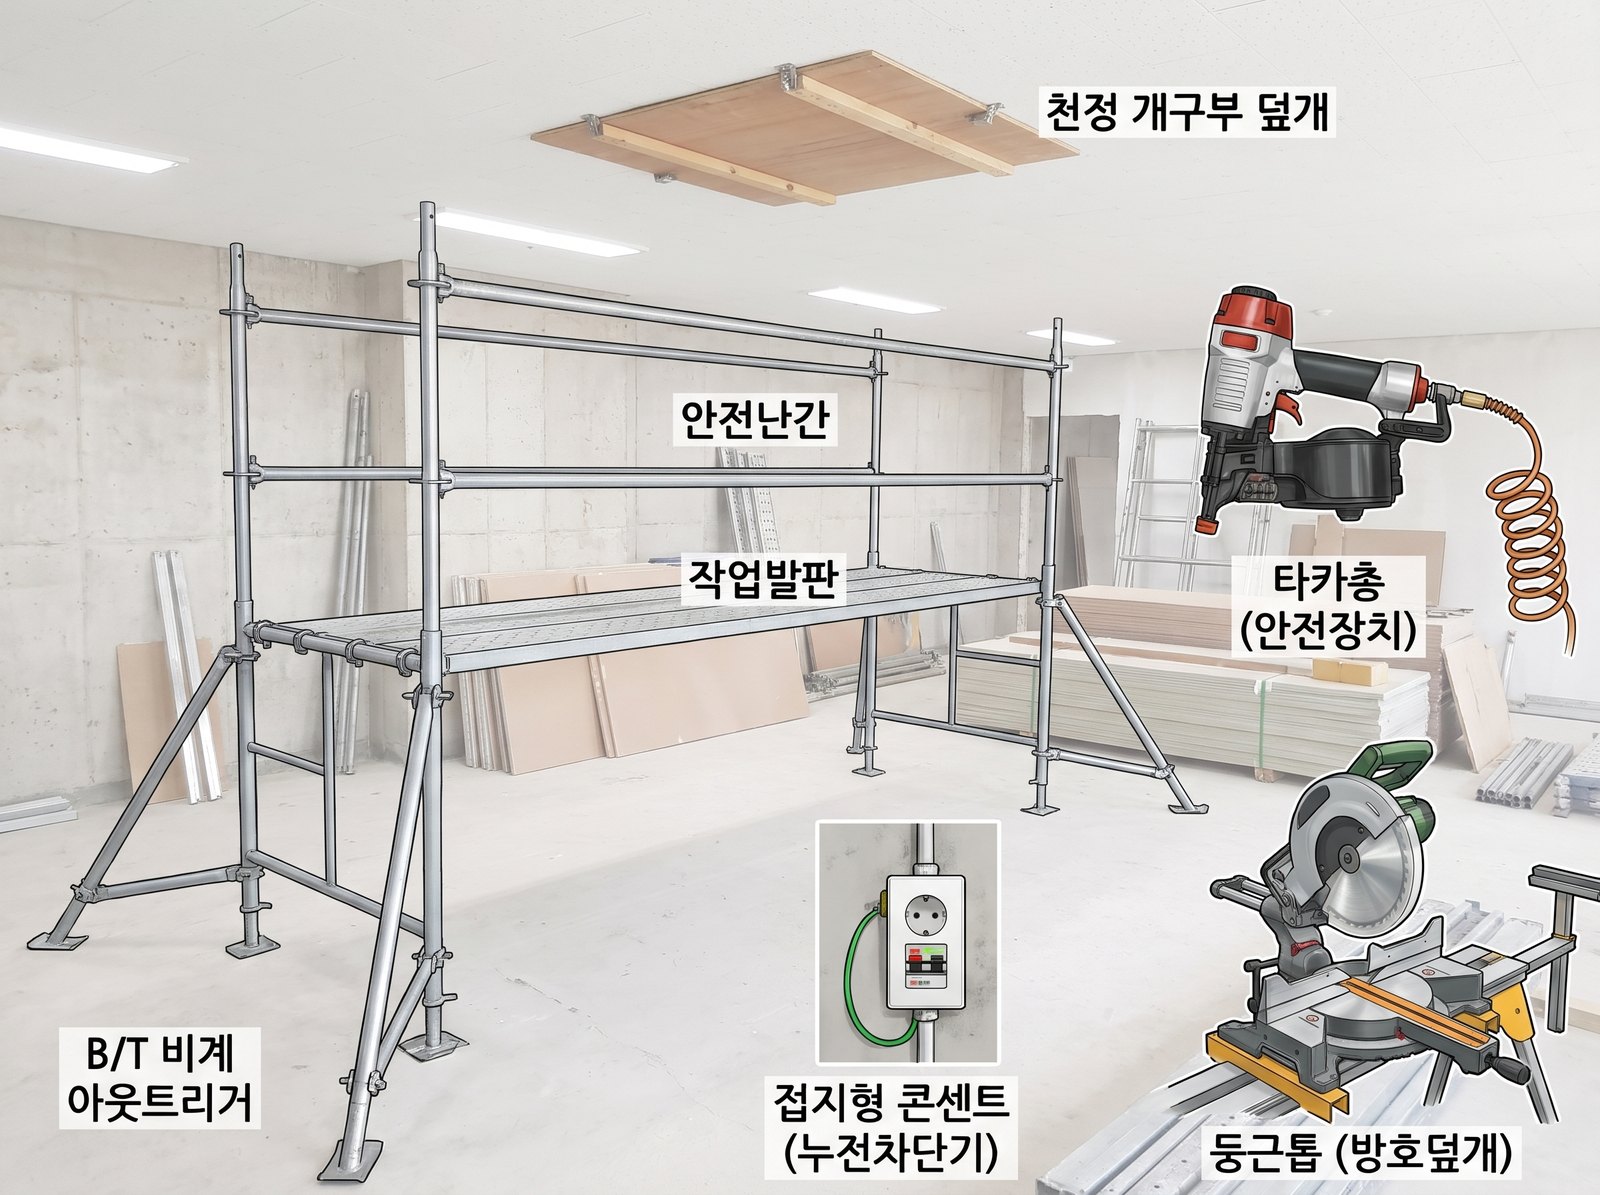 천정 개구부 덮개
안전난간
작업발판
타카총
(안전장치)
B/T 비계
아웃트리거
접지형 콘센트
(누전차단기)
둥근톱 (방호덮개)